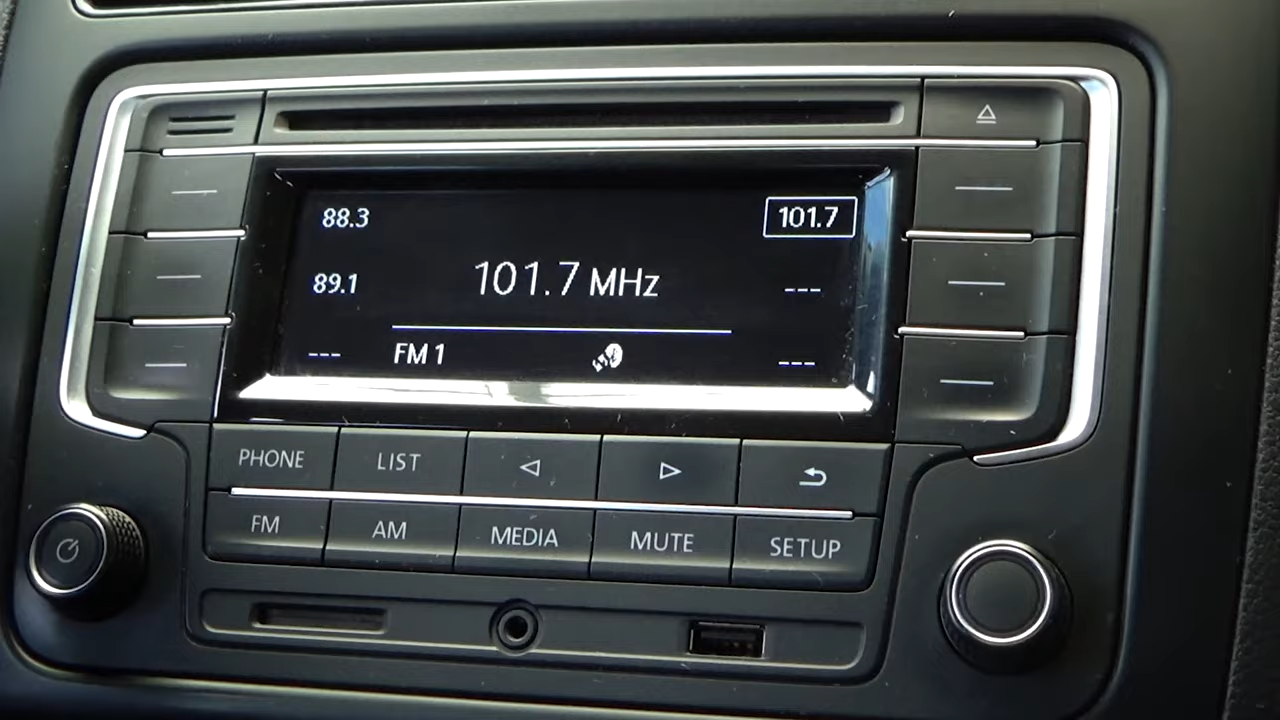 88.3
101.7
89.1
101.7 MHz
---
---
FM 1
---
PHONE
LIST
FM
AM
MEDIA
MUTE
SETUP